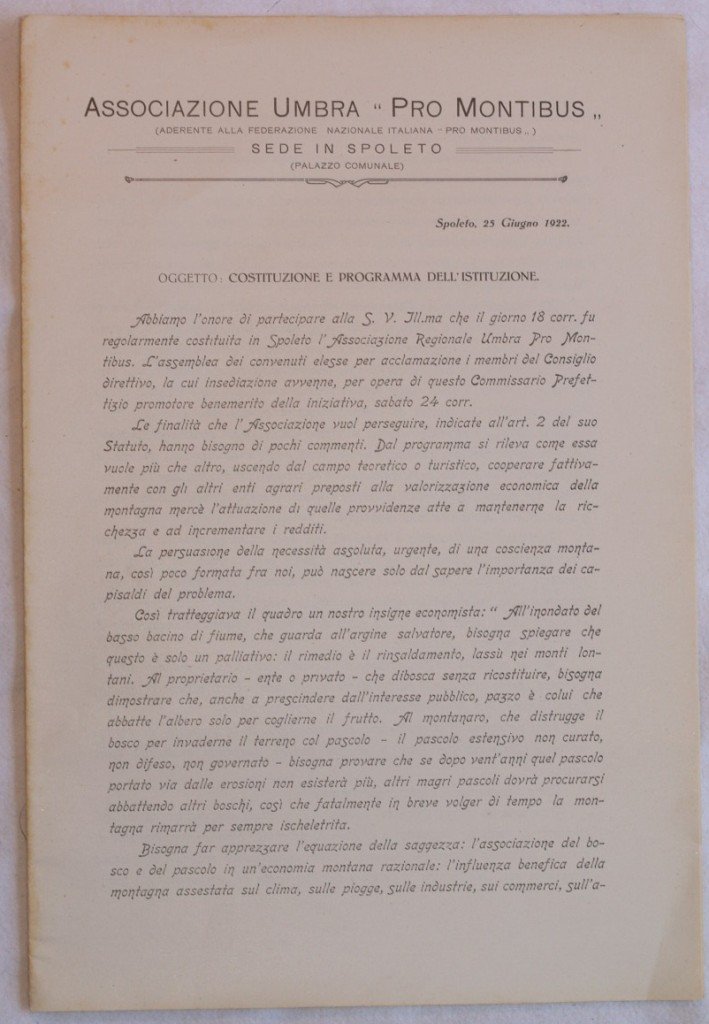 ASSOCIAZIONE UMBRA “ PRO MONTIBUS „
(ADERENTE ALLA FEDERAZIONE NAZIONALE ITALIANA “ PRO MONTIBUS „ )
SEDE IN SPOLETO
(PALAZZO COMUNALE)
Spoleto, 25 Giugno 1922.
OGGETTO: COSTITUZIONE E PROGRAMMA DELL'ISTITUZIONE.
Abbiamo l'onore di partecipare alla S. V. Ill.ma che il giorno 18 corr. fu
regolarmente costituita in Spoleto l'Associazione Regionale Umbra Pro Mon-
tibus. L'assemblea dei convenuti elesse per acclamazione i membri del Consiglio
direttivo, la cui insediazione avvenne, per opera di questo Commissario Prefet-
tizio promotore benemerito della iniziativa, sabato 24 corr.
Le finalità che l'Associazione vuol perseguire, indicate all'art. 2 del suo
Statuto, hanno bisogno di pochi commenti. Dal programma si rileva come essa
vuole più che altro, uscendo dal campo teoretico o turistico, cooperare fattiva-
mente con gli altri enti agrari preposti alla valorizzazione economica della
montagna mercè l'attuazione di quelle provvidenze atte a mantenerne la ric-
chezza e ad incrementare i redditi.
La persuasione della necessità assoluta, urgente, di una coscienza monta-
na, così poco formata fra noi, può nascere solo dal sapere l'importanza dei ca-
pisaldi del problema.
Così tratteggiava il quadro un nostro insigne economista: “ All'inondato del
basso bacino di fiume, che guarda all'argine salvatore, bisogna spiegare che
questo è solo un palliativo: il rimedio è il rinsaldamento, lassù nei monti lon-
tani. Al proprietario - ente o privato - che dibosca senza ricostituire, bisogna
dimostrare che, anche a prescindere dall'interesse pubblico, pazzo è colui che
abbatte l'albero solo per coglierne il frutto. Al montanaro, che distrugge il
bosco per invaderne il terreno col pascolo - il pascolo estensivo non curato,
non difeso, non governato - bisogna provare che se dopo vent'anni quel pascolo
portato via dalle erosioni non esisterà più, altri magri pascoli dovrà procurarsi
abbattendo altri boschi, così che fatalmente in breve volger di tempo la mon-
tagna rimarrà per sempre ischeletrita.
Bisogna far apprezzare l'equazione della saggezza: l'associazione del bo-
sco e del pascolo in un'economia montana razionale: l'influenza benefica della
montagna assestata sul clima, sulle piogge, sulle industrie, sui commerci, sull'a-